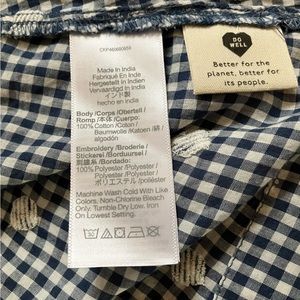 Made In India
Fabriqué En Inde
Hergestellt In Indien
Vervaardigd In India
インド製
hecho en indio
Body/Corps/Obertell /
Romp /本体/Cuerpo:
100% Cotton /Coton /
Baumwolle /Katoen /綿 /
algodón
Embroidery /Broderie /
Stickerei /Borduursel /
刺繍糸 /Bordado:
100% Polyester /Polyester /
Polyester /Polyester /
ポリエステル /poliéster
Machine Wash Cold With Like
Colors. Non-Chlorine Bleach
Only. Tumble Dry Low. Iron
On Lowest Setting.
DO
WELL
Better for the
planet, better for
its people.